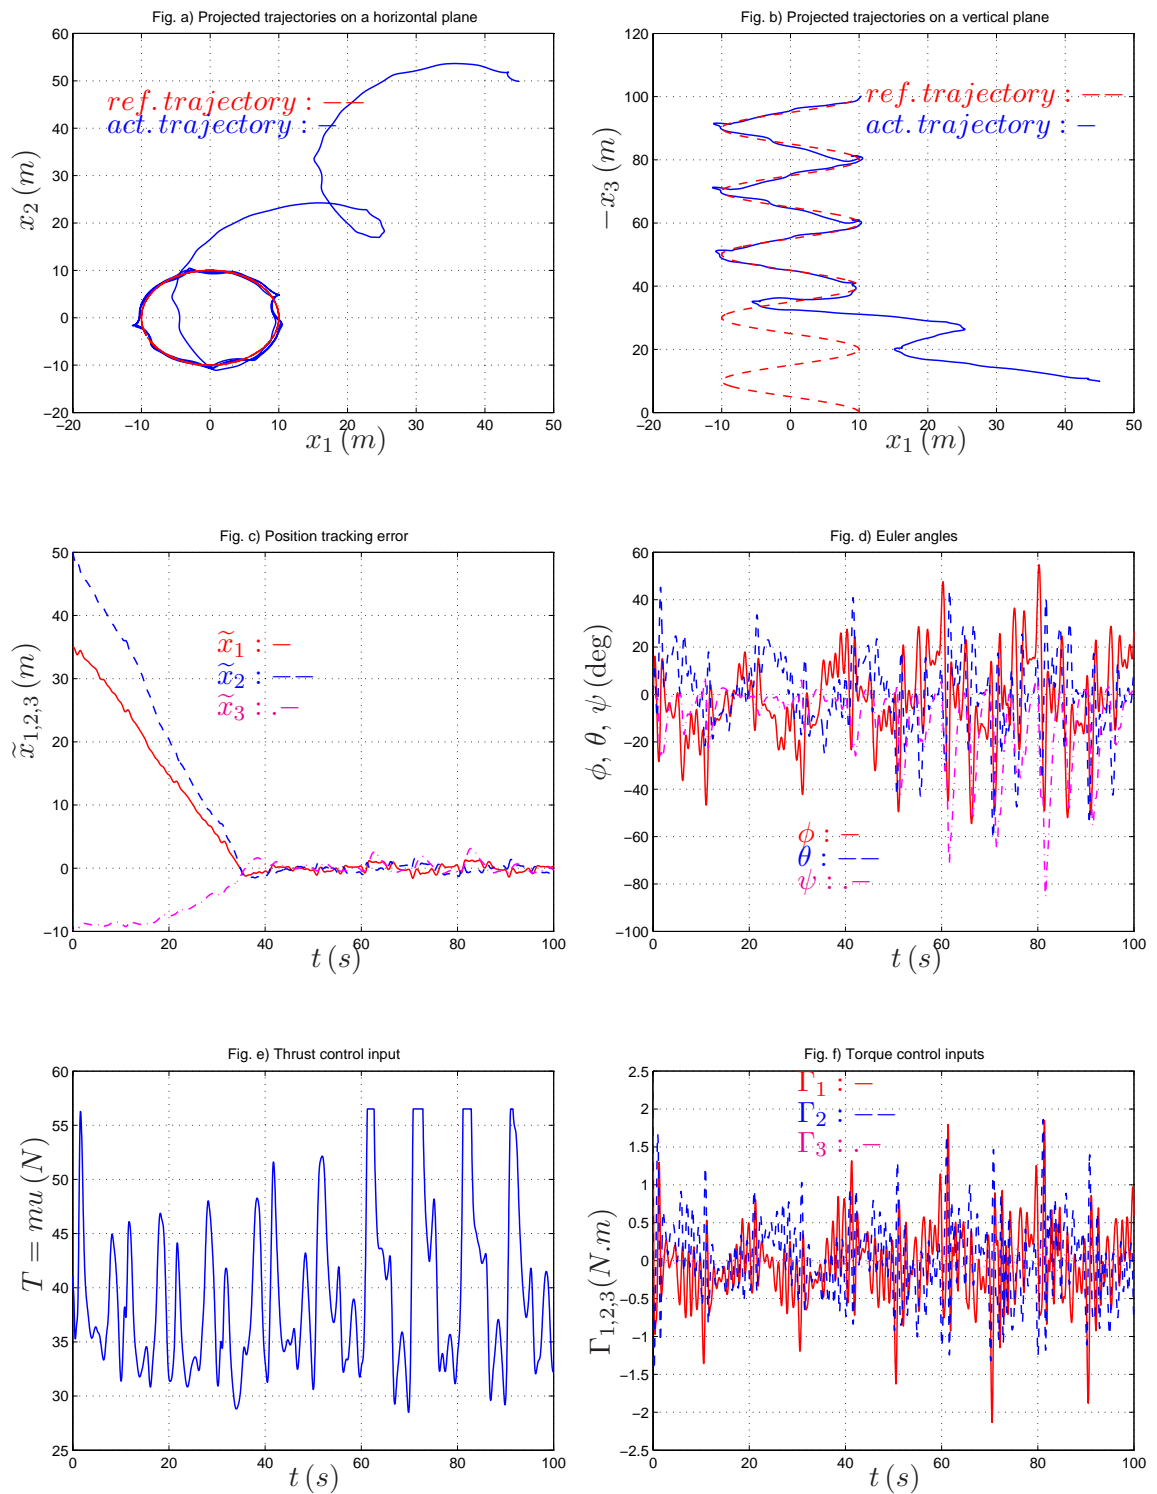 Fig. a) Projected trajectories on a horizontal plane
60
50
40
30
20
10
0
−10
−20
−20
−10
0
10
20
30
40
50
ref.trajectory : −−
act.trajectory : −
x₂ (m)
x₁ (m)
Fig. b) Projected trajectories on a vertical plane
120
100
80
60
40
20
0
−20
−10
0
10
20
30
40
50
ref.trajectory : −−
act.trajectory : −
−x₃ (m)
x₁ (m)
Fig. c) Position tracking error
50
40
30
20
10
0
−10
0
20
40
60
80
100
x̃₁ : −
x̃₂ : −−
x̃₃ : .−
x̃₁,₂,₃ (m)
t (s)
Fig. d) Euler angles
60
40
20
0
−20
−40
−60
−80
−100
0
20
40
60
80
100
ϕ : −
θ : −−
ψ : .−
ϕ, θ, ψ (deg)
t (s)
Fig. e) Thrust control input
60
55
50
45
40
35
30
25
0
20
40
60
80
100
T = mu (N)
t (s)
Fig. f) Torque control inputs
2.5
2
1.5
1
0.5
0
−0.5
−1
−1.5
−2
−2.5
0
20
40
60
80
100
Γ₁ : −
Γ₂ : −−
Γ₃ : .−
Γ₁,₂,₃ (N.m)
t (s)